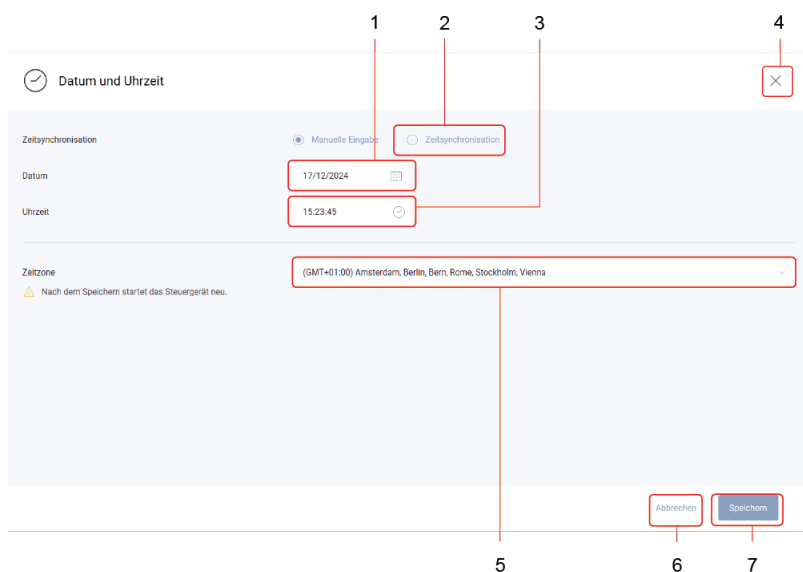 1 2 3 4
Datum und Uhrzeit
Zeitsynchronisation Manuelle Eingabe Zeitsynchronisation
Datum 17/12/2024
Uhrzeit 15:23:45
Zeitzone (GMT+01:00) Amsterdam, Berlin, Bern, Rome, Stockholm, Vienna
Nach dem Speichern startet das Steuergerät neu.
Abbrechen Speichern
5 6 7